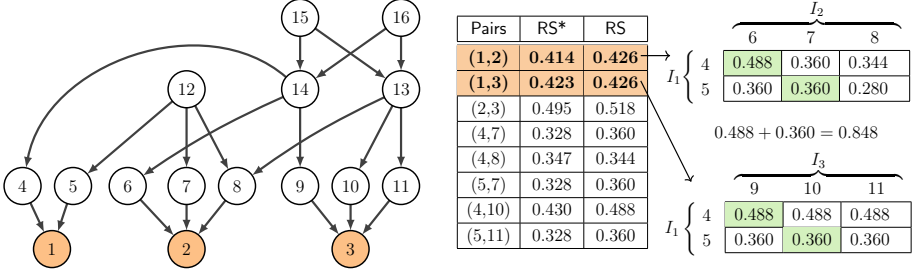 15 16
12 14 13
4 5 6 7 8 9 10 11
1 2 3
Pairs RS* RS
(1,2) 0.414 0.426
(1,3) 0.423 0.426
(2,3) 0.495 0.518
(4,7) 0.328 0.360
(4,8) 0.347 0.344
(5,7) 0.328 0.360
(4,10) 0.430 0.488
(5,11) 0.328 0.360
I₂
6 7 8
I₁ { 4 0.488 0.360 0.344
5 0.360 0.360 0.280
0.488 + 0.360 = 0.848
I₃
9 10 11
I₁ { 4 0.488 0.488 0.488
5 0.360 0.360 0.360